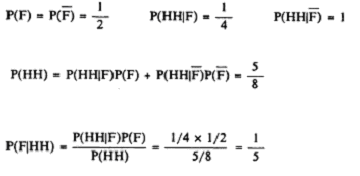 P(F) = P(F̅) = 1/2 P(HH|F) = 1/4 P(HH|F̅) = 1
P(HH) = P(HH|F)P(F) + P(HH|F̅)P(F̅) = 5/8
P(F|HH) = P(HH|F)P(F)/P(HH) = 1/4 × 1/2/5/8 = 1/5